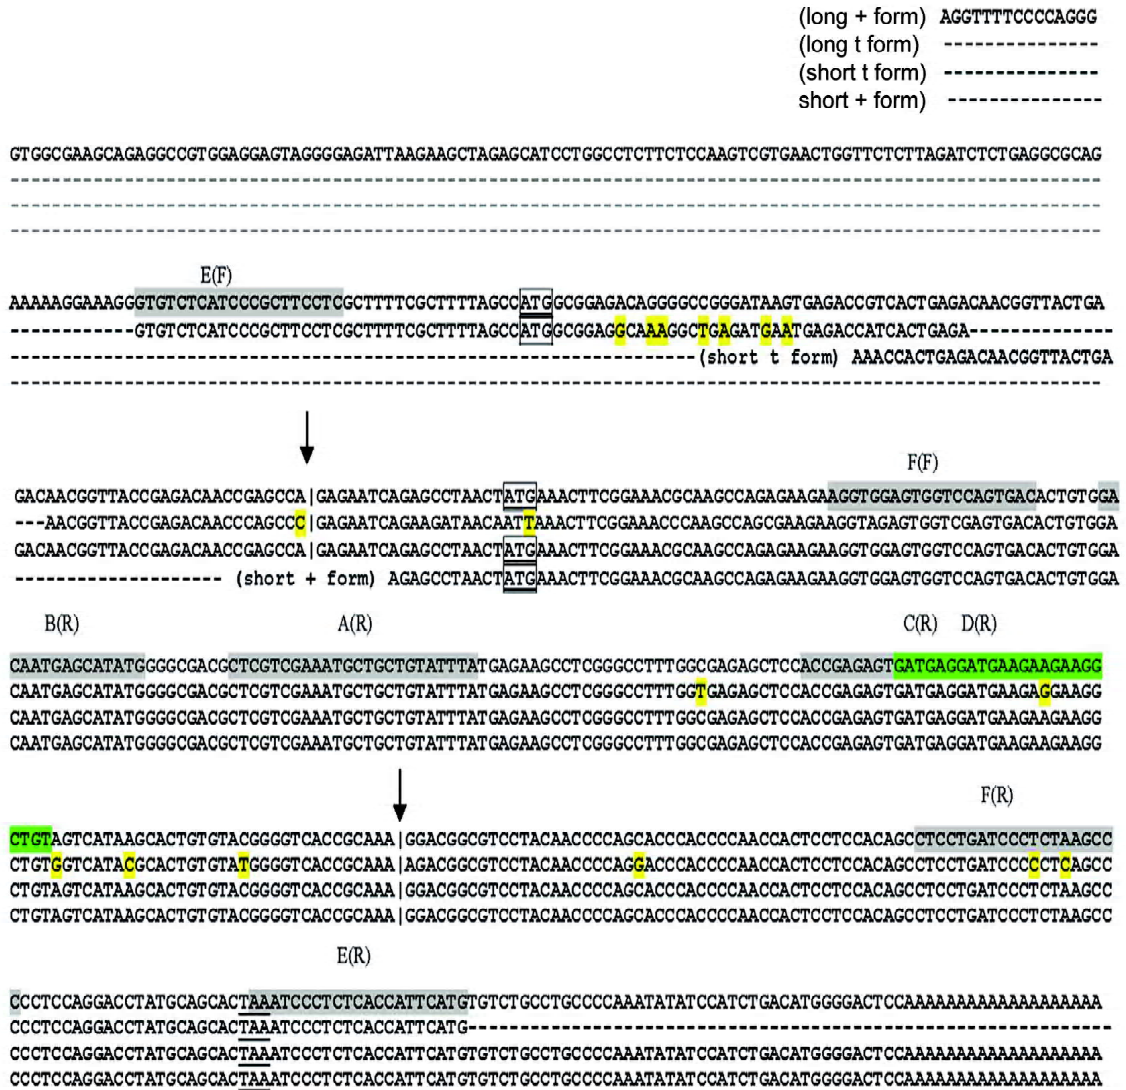 (long + form) AGGTTTTCCCCAGGG
(long t form) ---------------
(short t form) ---------------
short + form) ---------------
GTGGCGAAGCAGAGGCCGTGGAGGAGTAGGGGAGATTAAGAAGCTAGAGCATCCTGGCCTCTTCTCCAAGTCGTGAACTGGTTCTCTTAGATCTCTGAGGCGCAG
---------------------------------------------------------------------------------------------------------
---------------------------------------------------------------------------------------------------------
---------------------------------------------------------------------------------------------------------
E(F)
AAAAAGGAAAGGGTGTCTCATCCCGCTTCCTCGCTTTTCGCTTTTAGCCATGGCGGAGACAGGGGCCGGGATAAGTGAGACCGTCACTGAGACAACGGTTACTGA
------------GTGTCTCATCCCGCTTCCTCGCTTTTCGCTTTTAGCCATGGCGGAGGCAAAGGCTGAGATGAATGAGACCATCACTGAGA-------------
------------------------------------------------------------------(short t form) AAACCACTGAGACAACGGTTACTGA
---------------------------------------------------------------------------------------------------------
GACAACGGTTACCGAGACAACCGAGCCA|GAGAATCAGAGCCTAACTATGAAACTTCGGAAACGCAAGCCAGAGAAGAAGGTGGAGTGGTCCAGTGACACTGTGGA
F(F)
---AACGGTTACCGAGACAACCCAGCCC|GAGAATCAGAAGATAACAATTAAACTTCGGAAACCCAAGCCAGCGAAGAAGGTAGAGTGGTCGAGTGACACTGTGGA
GACAACGGTTACCGAGACAACCGAGCCA|GAGAATCAGAGCCTAACTATGAAACTTCGGAAACGCAAGCCAGAGAAGAAGGTGGAGTGGTCCAGTGACACTGTGGA
-------------------- (short + form) AGAGCCTAACTATGAAACTTCGGAAACGCAAGCCAGAGAAGAAGGTGGAGTGGTCCAGTGACACTGTGGA
B(R) A(R) C(R) D(R)
CAATGAGCATATGGGGCGACGCTCGTCGAAATGCTGCTGTATTTATGAGAAGCCTCGGGCCTTTGGCGAGAGCTCCACCGAGAGTGATGAGGATGAAGAAGAAGG
CAATGAGCATATGGGGCGACGCTCGTCGAAATGCTGCTGTATTTATGAGAAGCCTCGGGCCTTTGGTGAGAGCTCCACCGAGAGTGATGAGGATGAAGAGGAAGG
CAATGAGCATATGGGGCGACGCTCGTCGAAATGCTGCTGTATTTATGAGAAGCCTCGGGCCTTTGGCGAGAGCTCCACCGAGAGTGATGAGGATGAAGAAGAAGG
CAATGAGCATATGGGGCGACGCTCGTCGAAATGCTGCTGTATTTATGAGAAGCCTCGGGCCTTTGGCGAGAGCTCCACCGAGAGTGATGAGGATGAAGAAGAAGG
F(R)
CTGTAGTCATAAGCACTGTGTACGGGGTCACCGCAAA|GGACGGCGTCCTACAACCCCAGCACCCACCCCAACCACTCCTCCACAGCCTCCTGATCCCTCTAAGCC
CTGTGGTCATACGCACTGTGTATGGGGTCACCGCAAA|AGACGGCGTCCTACAACCCCAGGACCCACCCCAACCACTCCTCCACAGCCTCCTGATCCCCCTCAGCC
CTGTAGTCATAAGCACTGTGTACGGGGTCACCGCAAA|GGACGGCGTCCTACAACCCCAGCACCCACCCCAACCACTCCTCCACAGCCTCCTGATCCCTCTAAGCC
CTGTAGTCATAAGCACTGTGTACGGGGTCACCGCAAA|GGACGGCGTCCTACAACCCCAGCACCCACCCCAACCACTCCTCCACAGCCTCCTGATCCCTCTAAGCC
E(R)
CCCTCCAGGACCTATGCAGCACTAAATCCCTCTCACCATTCATGTGTCTGCCTGCCCCAAATATATCCATCTGACATGGGGACTCCAAAAAAAAAAAAAAAAAAA
CCCTCCAGGACCTATGCAGCACTAAATCCCTCTCACCATTCATG-------------------------------------------------------------
CCCTCCAGGACCTATGCAGCACTAAATCCCTCTCACCATTCATGTGTCTGCCTGCCCCAAATATATCCATCTGACATGGGGACTCCAAAAAAAAAAAAAAAAAAA
CCCTCCAGGACCTATGCAGCACTAAATCCCTCTCACCATTCATGTGTCTGCCTGCCCCAAATATATCCATCTGACATGGGGACTCCAAAAAAAAAAAAAAAAAAA